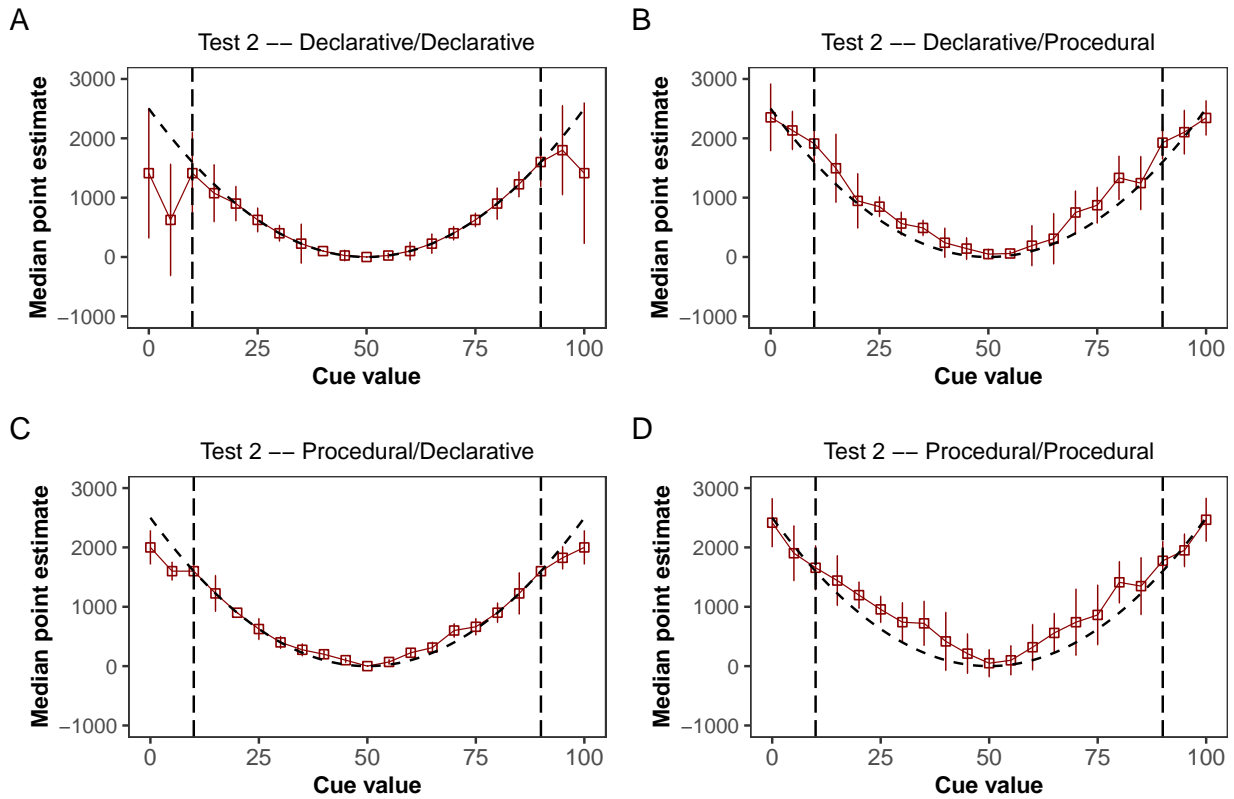 A
Test 2 −− Declarative/Declarative
Median point estimate
3000
2000
1000
0
−1000
0 25 50 75 100
Cue value
B
Test 2 −− Declarative/Procedural
Median point estimate
3000
2000
1000
0
−1000
0 25 50 75 100
Cue value
C
Test 2 −− Procedural/Declarative
Median point estimate
3000
2000
1000
0
−1000
0 25 50 75 100
Cue value
D
Test 2 −− Procedural/Procedural
Median point estimate
3000
2000
1000
0
−1000
0 25 50 75 100
Cue value